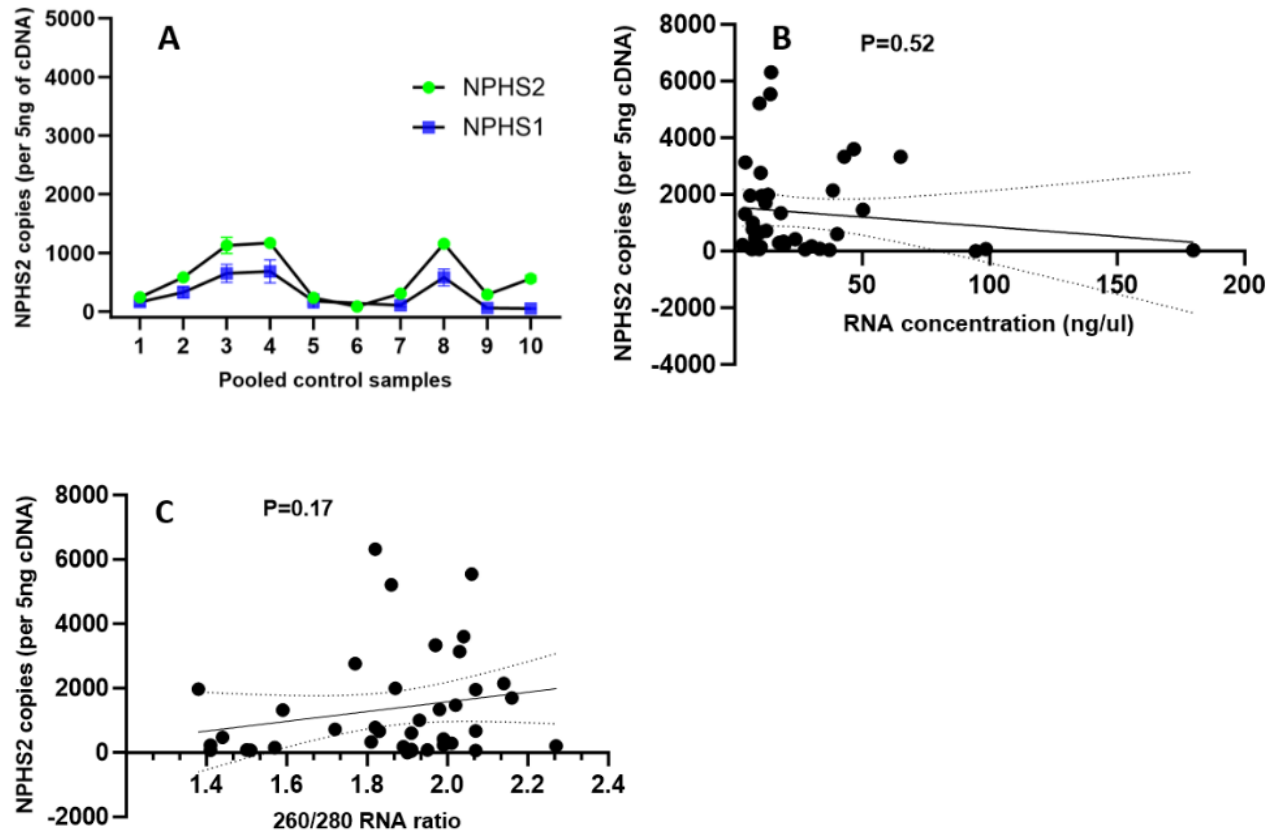 A
NPHS2 copies (per 5ng of cDNA)
5000
4000
3000
2000
1000
0
NPHS2
NPHS1
1 2 3 4 5 6 7 8 9 10
Pooled control samples
B
P=0.52
NPHS2 copies (per 5ng cDNA)
8000
6000
4000
2000
0
-2000
-4000
50 100 150 200
RNA concentration (ng/ul)
C
P=0.17
NPHS2 copies (per 5ng cDNA)
8000
6000
4000
2000
0
-2000
1.4 1.6 1.8 2.0 2.2 2.4
260/280 RNA ratio